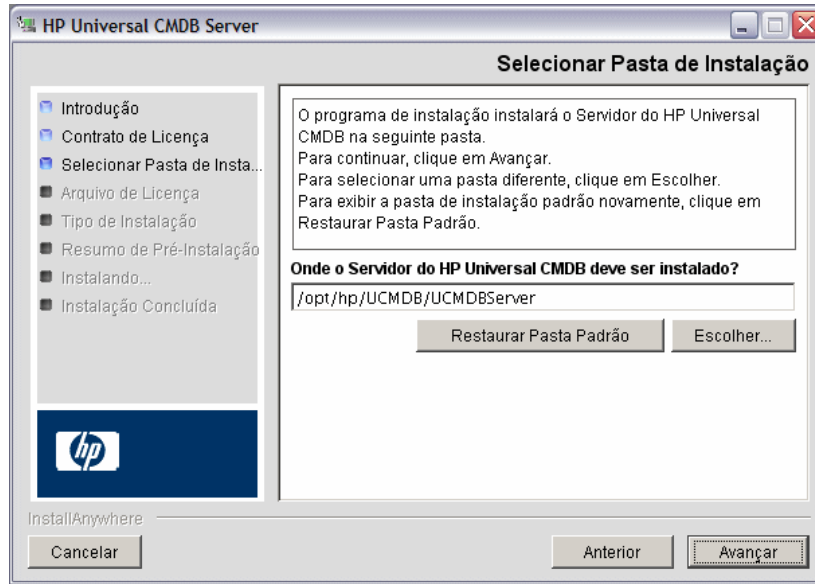 HP Universal CMDB Server
Selecionar Pasta de Instalação
Introdução
Contrato de Licença
Selecionar Pasta de Insta...
Arquivo de Licença
Tipo de Instalação
Resumo de Pré-Instalação
Instalando...
Instalação Concluída
O programa de instalação instalará o Servidor do HP Universal
CMDB na seguinte pasta.
Para continuar, clique em Avançar.
Para selecionar uma pasta diferente, clique em Escolher.
Para exibir a pasta de instalação padrão novamente, clique em
Restaurar Pasta Padrão.
Onde o Servidor do HP Universal CMDB deve ser instalado?
/opt/hp/UCMDB/UCMDBServer
Restaurar Pasta Padrão
Escolher...
hp
InstallAnywhere
Cancelar
Anterior
Avançar